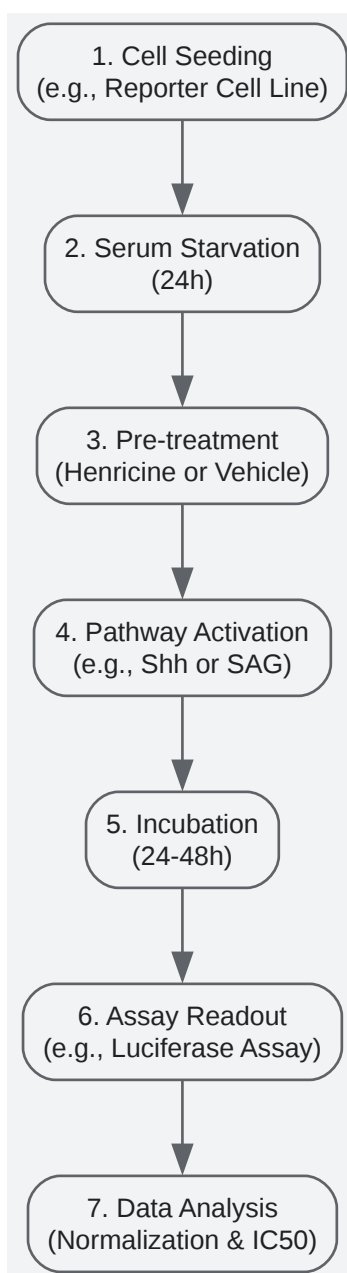 1. Cell Seeding
(e.g., Reporter Cell Line)
2. Serum Starvation
(24h)
3. Pre-treatment
(Henricine or Vehicle)
4. Pathway Activation
(e.g., Shh or SAG)
5. Incubation
(24-48h)
6. Assay Readout
(e.g., Luciferase Assay)
7. Data Analysis
(Normalization & IC50)